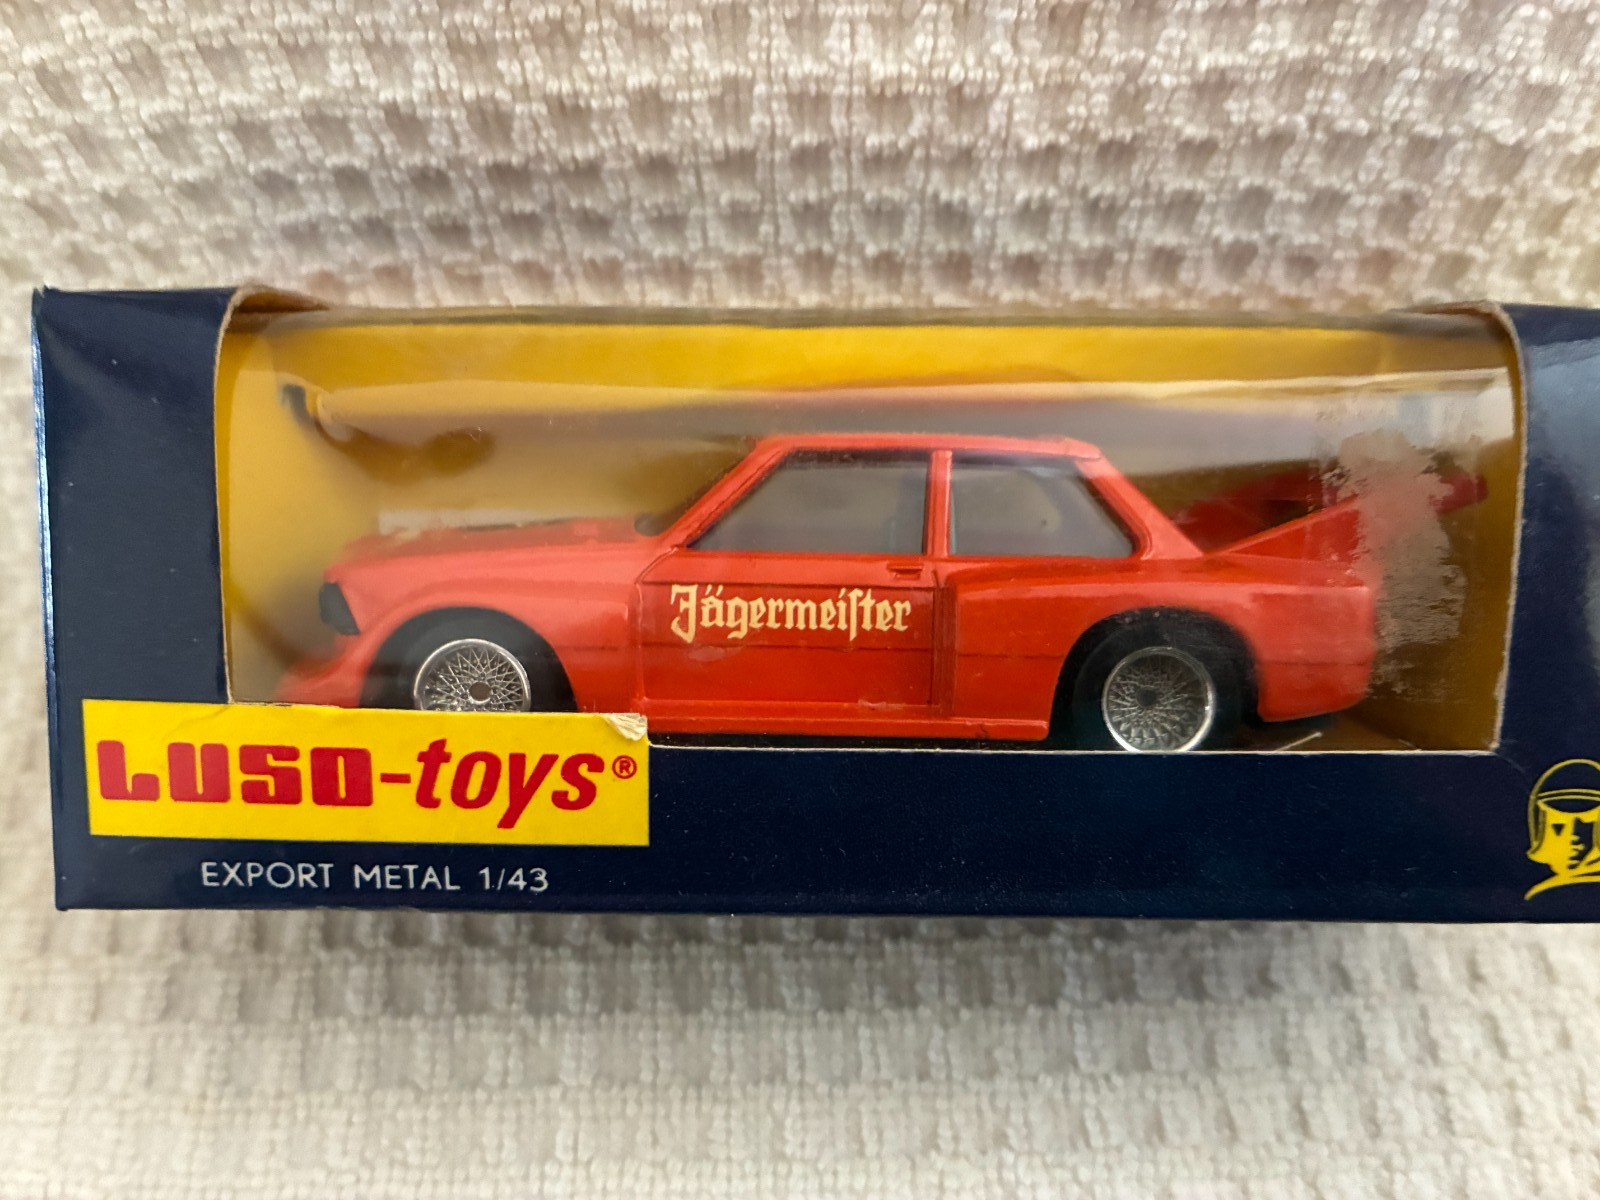 Jägermeiſter
LUSO-toys®
EXPORT METAL 1/43